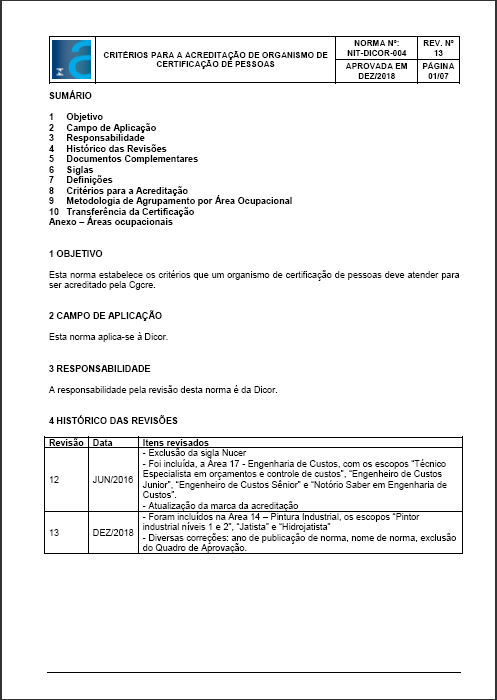 CRITÉRIOS PARA A ACREDITAÇÃO DE ORGANISMO DE
CERTIFICAÇÃO DE PESSOAS
NORMA Nº:
NIT-DICOR-004
REV. Nº
13
APROVADA EM
DEZ/2018
PÁGINA
01/07
SUMÁRIO
1 Objetivo
2 Campo de Aplicação
3 Responsabilidade
4 Histórico das Revisões
5 Documentos Complementares
6 Siglas
7 Definições
8 Critérios para a Acreditação
9 Metodologia de Agrupamento por Área Ocupacional
10 Transferência da Certificação
Anexo – Áreas ocupacionais
1 OBJETIVO
Esta norma estabelece os critérios que um organismo de certificação de pessoas deve atender para
ser acreditado pela Cgcre.
2 CAMPO DE APLICAÇÃO
Esta norma aplica-se à Dicor.
3 RESPONSABILIDADE
A responsabilidade pela revisão desta norma é da Dicor.
4 HISTÓRICO DAS REVISÕES
Revisão Data Itens revisados
12 JUN/2016
- Exclusão da sigla Nucer
- Foi incluída, a Área 17 - Engenharia de Custos, com os escopos “Técnico
Especialista em orçamentos e controle de custos”, “Engenheiro de Custos
Junior”, “Engenheiro de Custos Sênior” e “Notório Saber em Engenharia de
Custos”.
- Atualização da marca da acreditação
13 DEZ/2018
- Foram incluídos na Área 14 – Pintura Industrial, os escopos “Pintor
industrial níveis 1 e 2”, “Jatista” e “Hidrojatista”
- Diversas correções: ano de publicação de norma, nome de norma, exclusão
do Quadro de Aprovação.